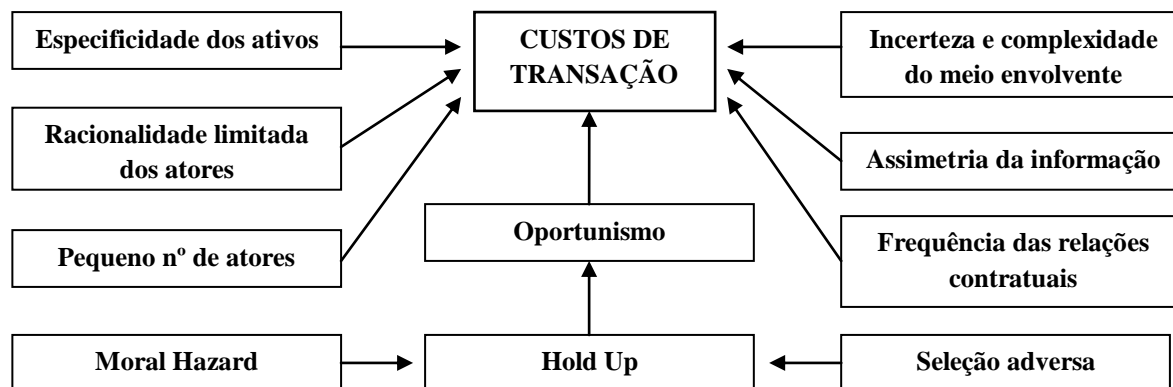 Especificidade dos ativos
CUSTOS DE
TRANSAÇÃO
Incerteza e complexidade
do meio envolvente
Racionalidade limitada
dos atores
Assimetria da informação
Pequeno nº de atores
Oportunismo
Frequência das relações
contratuais
Moral Hazard
Hold Up
Seleção adversa